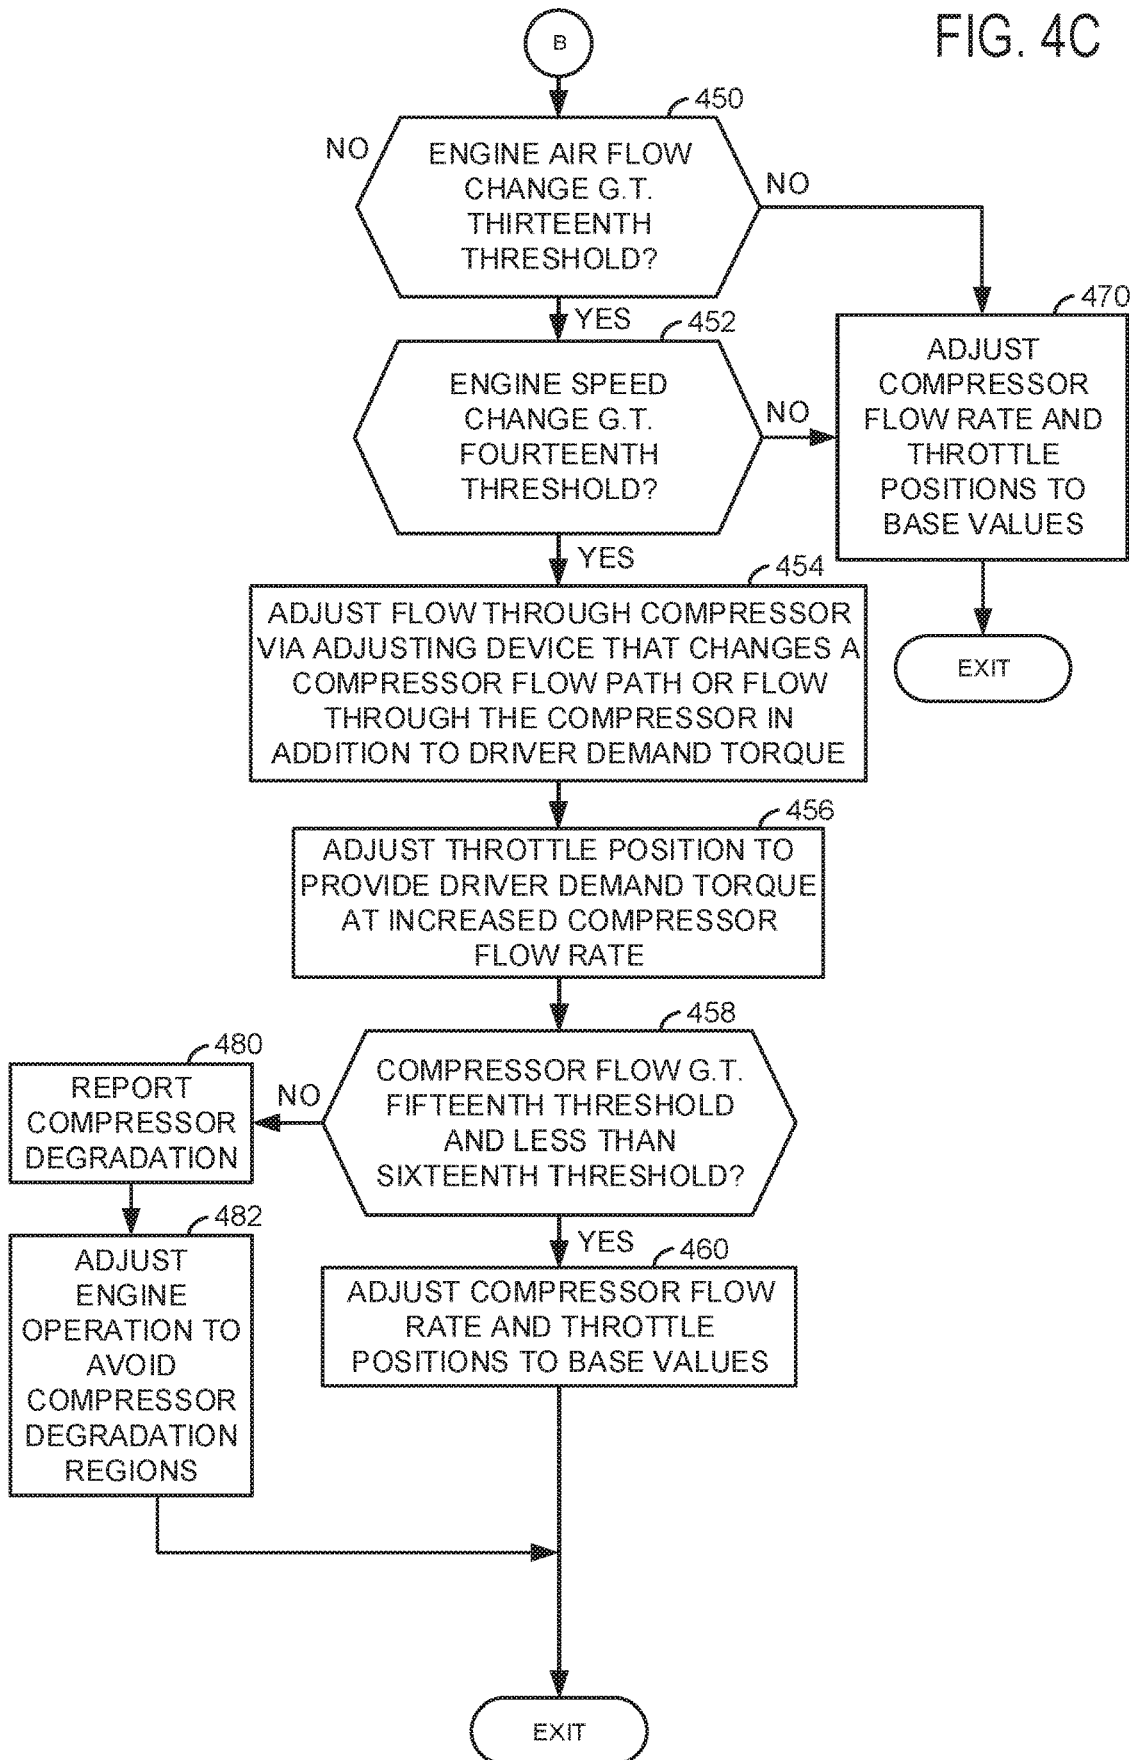 FIG. 4C
B
450
NO
ENGINE AIR FLOW
CHANGE G.T.
THIRTEENTH
THRESHOLD?
NO
YES
452
ENGINE SPEED
CHANGE G.T.
FOURTEENTH
THRESHOLD?
NO
470
ADJUST
COMPRESSOR
FLOW RATE AND
THROTTLE
POSITIONS TO
BASE VALUES
EXIT
YES
454
ADJUST FLOW THROUGH COMPRESSOR
VIA ADJUSTING DEVICE THAT CHANGES A
COMPRESSOR FLOW PATH OR FLOW
THROUGH THE COMPRESSOR IN
ADDITION TO DRIVER DEMAND TORQUE
456
ADJUST THROTTLE POSITION TO
PROVIDE DRIVER DEMAND TORQUE
AT INCREASED COMPRESSOR
FLOW RATE
458
COMPRESSOR FLOW G.T.
FIFTEENTH THRESHOLD
AND LESS THAN
SIXTEENTH THRESHOLD?
NO
480
REPORT
COMPRESSOR
DEGRADATION
482
ADJUST
ENGINE
OPERATION TO
AVOID
COMPRESSOR
DEGRADATION
REGIONS
YES
460
ADJUST COMPRESSOR FLOW
RATE AND THROTTLE
POSITIONS TO BASE VALUES
EXIT